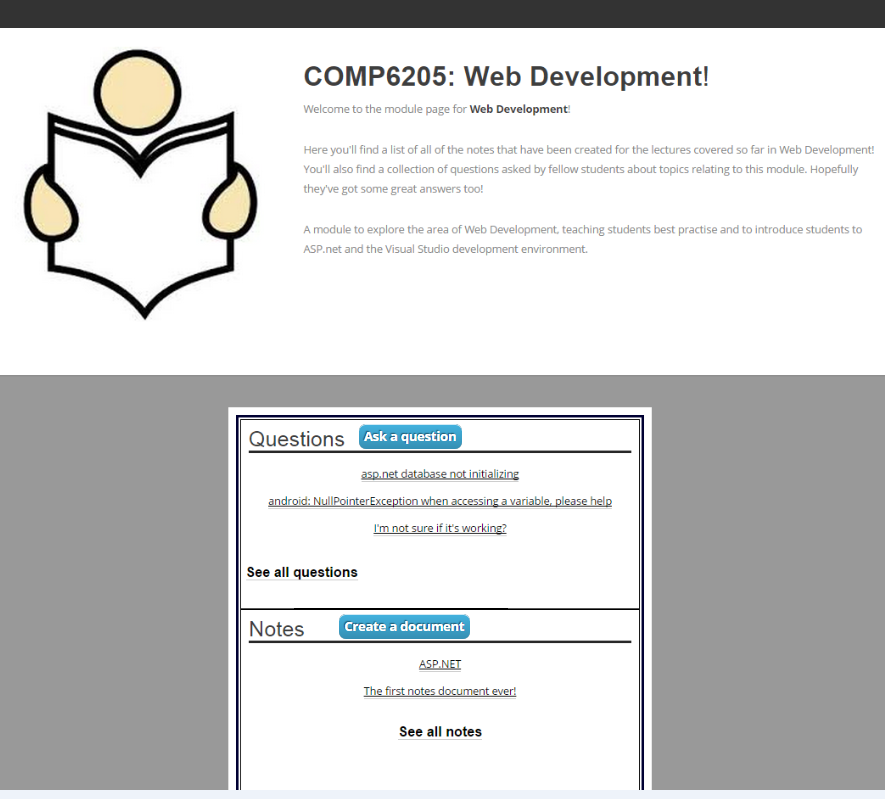 COMP6205: Web Development!
Welcome to the module page for Web Development!
Here you'll find a list of all of the notes that have been created for the lectures covered so far in Web Development!
You'll also find a collection of questions asked by fellow students about topics relating to this module. Hopefully
they've got some great answers too!
A module to explore the area of Web Development, teaching students best practise and to introduce students to
ASP.net and the Visual Studio development environment.
Questions Ask a question
asp.net database not initializing
android: NullPointerException when accessing a variable, please help
I'm not sure if it's working?
See all questions
Notes Create a document
ASP.NET
The first notes document ever!
See all notes